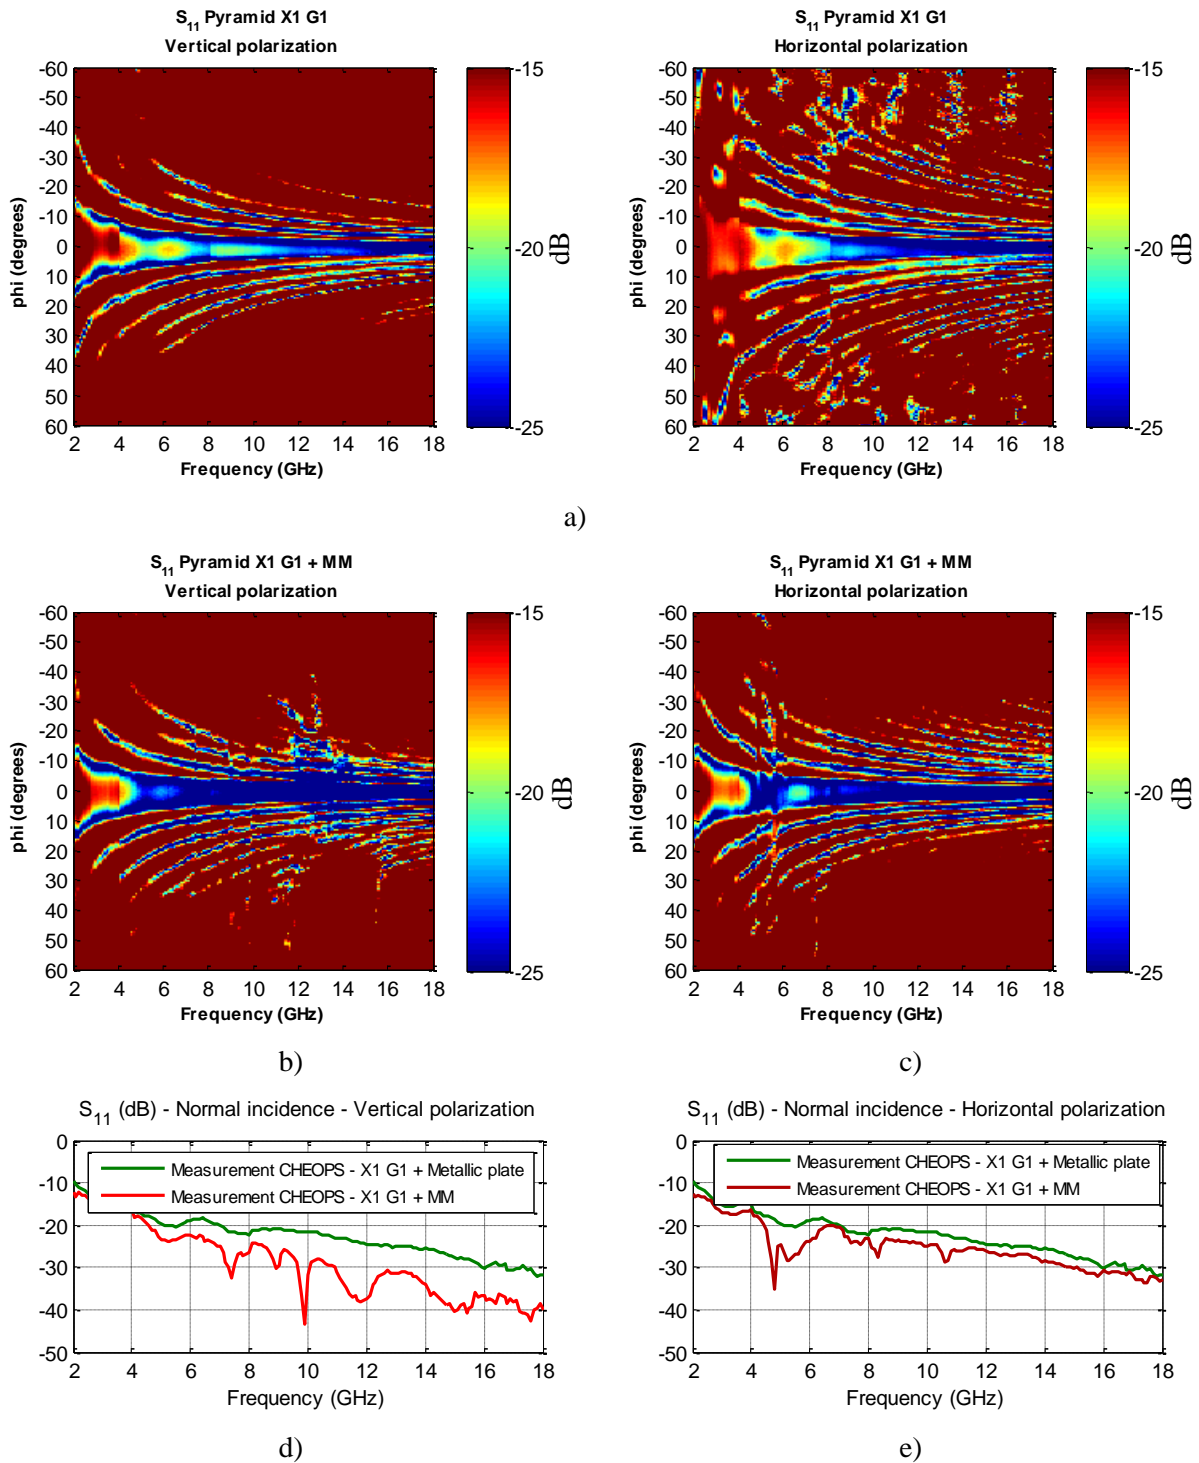 S11 Pyramid X1 G1
Vertical polarization
-60
-50
-40
-30
-20
-10
0
10
20
30
40
50
60
phi (degrees)
2 4 6 8 10 12 14 16 18
Frequency (GHz)
-15
-20
-25
dB
S11 Pyramid X1 G1
Horizontal polarization
-60
-50
-40
-30
-20
-10
0
10
20
30
40
50
60
phi (degrees)
2 4 6 8 10 12 14 16 18
Frequency (GHz)
-15
-20
-25
dB
a)
S11 Pyramid X1 G1 + MM
Vertical polarization
-60
-50
-40
-30
-20
-10
0
10
20
30
40
50
60
phi (degrees)
2 4 6 8 10 12 14 16 18
Frequency (GHz)
-15
-20
-25
dB
b)
S11 Pyramid X1 G1 + MM
Horizontal polarization
-60
-50
-40
-30
-20
-10
0
10
20
30
40
50
60
phi (degrees)
2 4 6 8 10 12 14 16 18
Frequency (GHz)
-15
-20
-25
dB
c)
S11 (dB) - Normal incidence - Vertical polarization
0
-10
-20
-30
-40
-50
Measurement CHEOPS - X1 G1 + Metallic plate
Measurement CHEOPS - X1 G1 + MM
2 4 6 8 10 12 14 16 18
Frequency (GHz)
d)
S11 (dB) - Normal incidence - Horizontal polarization
0
-10
-20
-30
-40
-50
Measurement CHEOPS - X1 G1 + Metallic plate
Measurement CHEOPS - X1 G1 + MM
2 4 6 8 10 12 14 16 18
Frequency (GHz)
e)